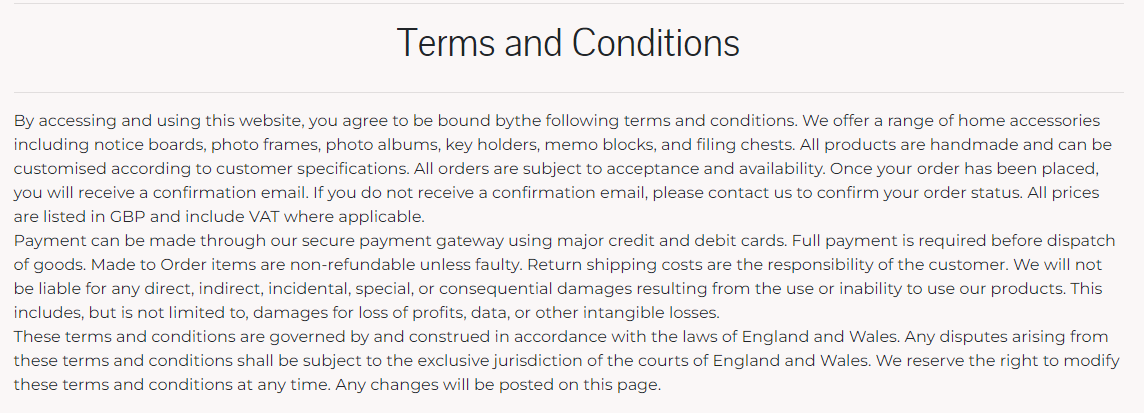 Terms and Conditions
By accessing and using this website, you agree to be bound bythe following terms and conditions. We offer a range of home accessories
including notice boards, photo frames, photo albums, key holders, memo blocks, and filing chests. All products are handmade and can be
customised according to customer specifications. All orders are subject to acceptance and availability. Once your order has been placed,
you will receive a confirmation email. If you do not receive a confirmation email, please contact us to confirm your order status. All prices
are listed in GBP and include VAT where applicable.
Payment can be made through our secure payment gateway using major credit and debit cards. Full payment is required before dispatch
of goods. Made to Order items are non-refundable unless faulty. Return shipping costs are the responsibility of the customer. We will not
be liable for any direct, indirect, incidental, special, or consequential damages resulting from the use or inability to use our products. This
includes, but is not limited to, damages for loss of profits, data, or other intangible losses.
These terms and conditions are governed by and construed in accordance with the laws of England and Wales. Any disputes arising from
these terms and conditions shall be subject to the exclusive jurisdiction of the courts of England and Wales. We reserve the right to modify
these terms and conditions at any time. Any changes will be posted on this page.